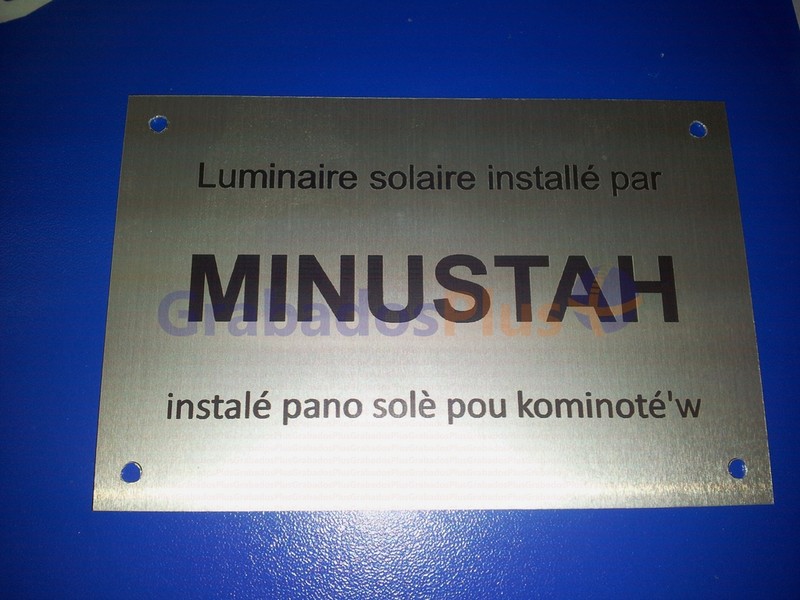 Luminaire solaire installé par
MINUSTAH
GrabadosPlus
instalé pano solè pou kominoté'w